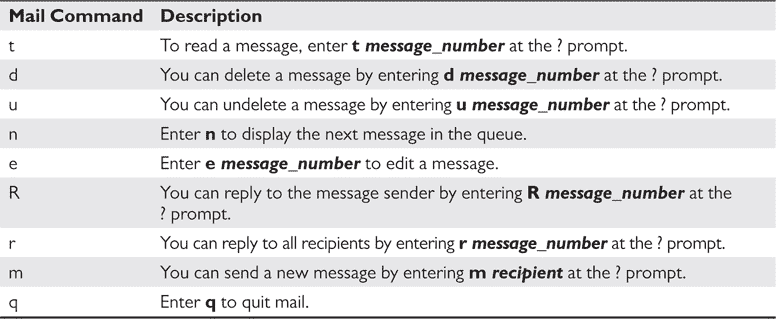 Mail Command Description
t To read a message, enter t message_number at the ? prompt.
d You can delete a message by entering d message_number at the ? prompt.
u You can undelete a message by entering u message_number at the ? prompt.
n Enter n to display the next message in the queue.
e Enter e message_number to edit a message.
R You can reply to the message sender by entering R message_number at the
? prompt.
r You can reply to all recipients by entering r message_number at the ? prompt.
m You can send a new message by entering m recipient at the ? prompt.
q Enter q to quit mail.